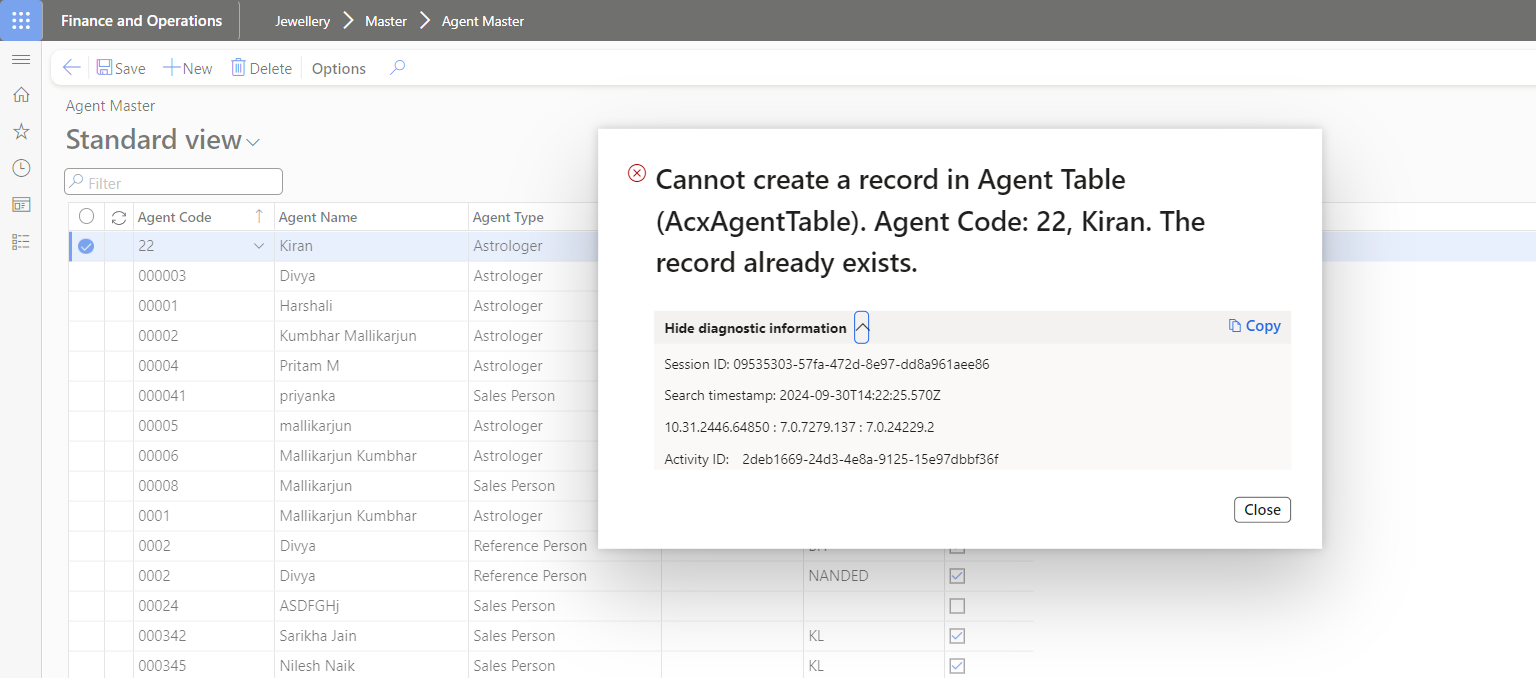 Finance and Operations
Jewellery > Master > Agent Master
Save New Delete Options
Agent Master
Standard view
Filter
Agent Code Agent Name Agent Type
22 Kiran Astrologer
000003 Divya Astrologer
00001 Harshali Astrologer
00002 Kumbhar Mallikarjun Astrologer
00004 Pritam M Astrologer
000041 priyanka Sales Person
00005 mallikarjun Astrologer
00006 Mallikarjun Kumbhar Astrologer
00008 Mallikarjun Sales Person
0001 Mallikarjun Kumbhar Astrologer
0002 Divya Reference Person
0002 Divya Reference Person NANDED
00024 ASDFGHj Sales Person
000342 Sarikha Jain Sales Person KL
000345 Nilesh Naik Sales Person KL
Cannot create a record in Agent Table
(AcxAgentTable). Agent Code: 22, Kiran. The
record already exists.
Hide diagnostic information Copy
Session ID: 09535303-57fa-472d-8e97-dd8a961aee86
Search timestamp: 2024-09-30T14:22:25.570Z
10.31.2446.64850 : 7.0.7279.137 : 7.0.24229.2
Activity ID: 2deb1669-24d3-4e8a-9125-15e97dbbf36f
Close